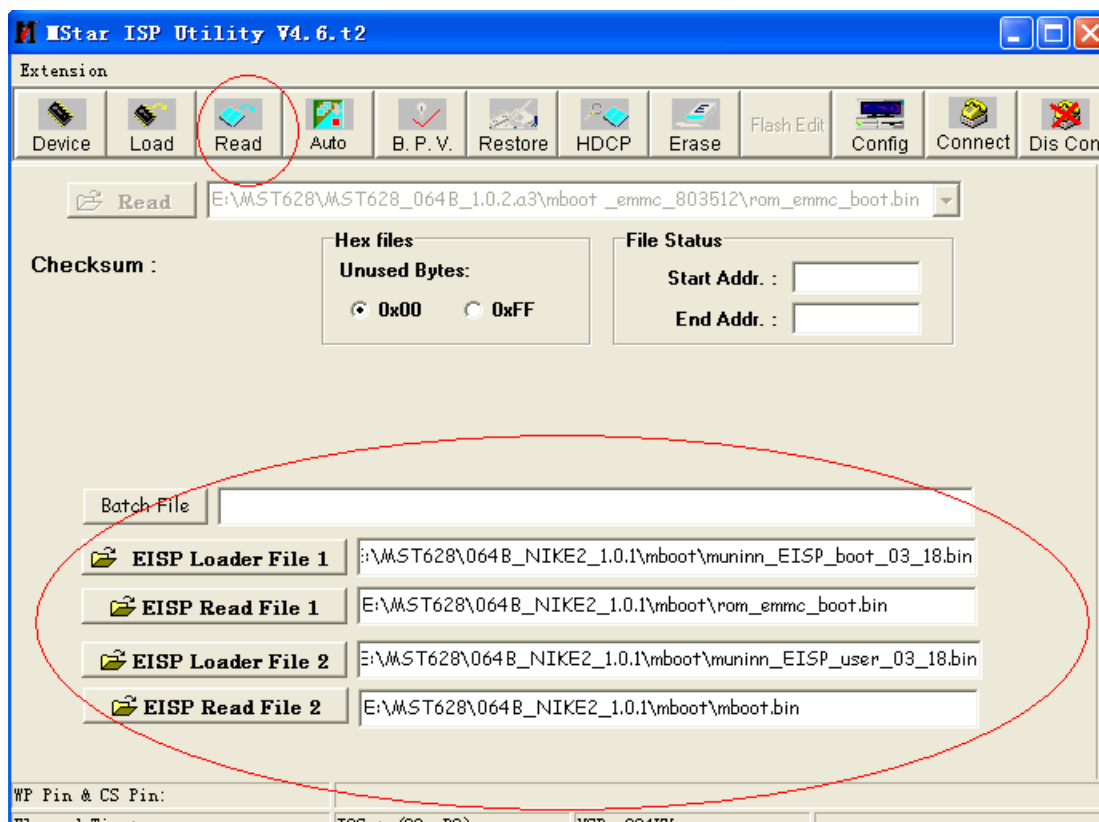 MStar ISP Utility V4.6.t2
Extension
Device Load Read Auto B. P. V. Restore HDCP Erase Flash Edit Config Connect Dis Con
Read E:\MST628\MST628_064B_1.0.2.a3\mboot _emmc_803512\rom_emmc_boot.bin
Hex files File Status
Checksum : Unused Bytes: Start Addr. :
0x00 0xFF End Addr. :
Batch File
EISP Loader File 1 :\MST628\064B_NIKE2_1.0.1\mboot\muninn_EISP_boot_03_18.bin
EISP Read File 1 E:\MST628\064B_NIKE2_1.0.1\mboot\rom_emmc_boot.bin
EISP Loader File 2 E:\MST628\064B_NIKE2_1.0.1\mboot\muninn_EISP_user_03_18.bin
EISP Read File 2 E:\MST628\064B_NIKE2_1.0.1\mboot\mboot.bin
WP Pin & CS Pin: